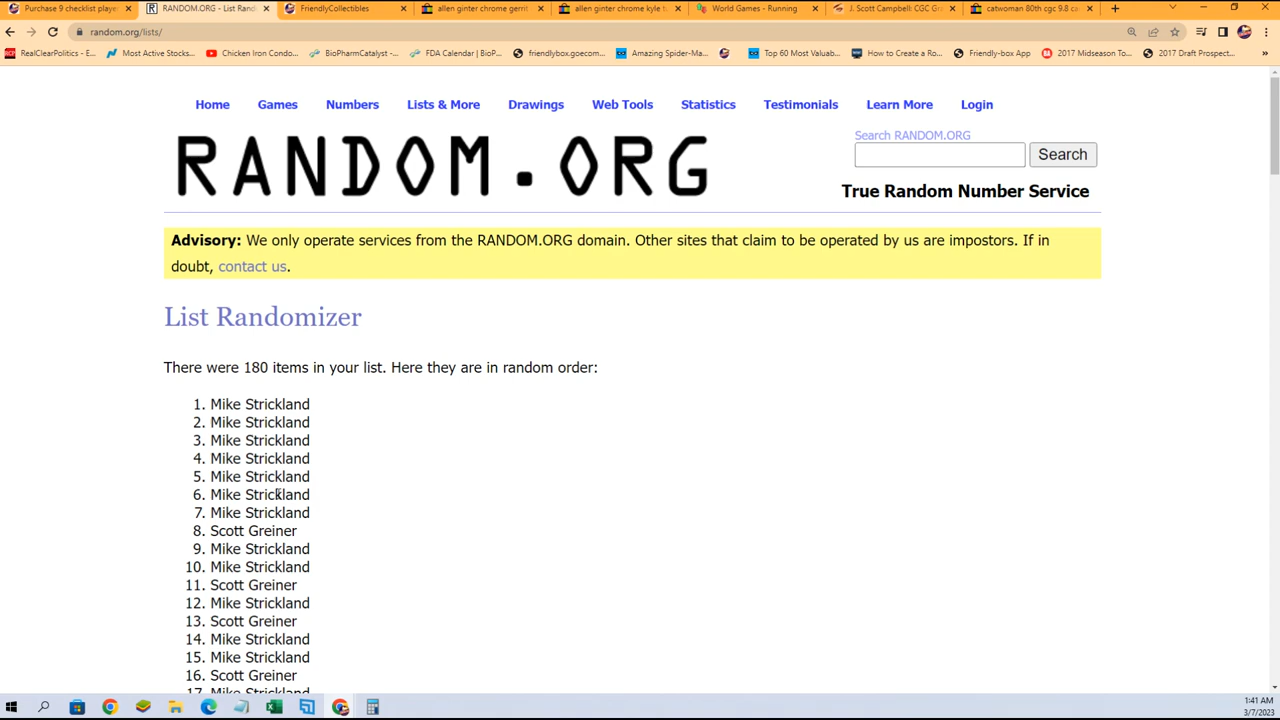 Purchase 9 checklist player
RANDOM.ORG - List Rando
FriendlyCollectibles
allen ginter chrome gerrit
allen ginter chrome kyle t
World Games - Running
J. Scott Campbell: CGC Gr
catwoman 80th cgc 9.8 ca
random.org/lists/
RealClearPolitics - E...
Most Active Stocks...
Chicken Iron Condo...
BioPharmCatalyst -...
FDA Calendar | BioP...
friendlybox.goecom...
Amazing Spider-Ma...
Top 60 Most Valuab...
How to Create a Ro...
Friendly-box App
2017 Midseason To...
2017 Draft Prospect...
»
Home Games Numbers Lists & More Drawings Web Tools Statistics Testimonials Learn More Login
RANDOM.ORG
Search RANDOM.ORG
Search
True Random Number Service
Advisory: We only operate services from the RANDOM.ORG domain. Other sites that claim to be operated by us are impostors. If in
doubt, contact us.
List Randomizer
There were 180 items in your list. Here they are in random order:
1. Mike Strickland
2. Mike Strickland
3. Mike Strickland
4. Mike Strickland
5. Mike Strickland
6. Mike Strickland
7. Mike Strickland
8. Scott Greiner
9. Mike Strickland
10. Mike Strickland
11. Scott Greiner
12. Mike Strickland
13. Scott Greiner
14. Mike Strickland
15. Mike Strickland
16. Scott Greiner
17. Mike Strickland
1:41 AM
3/7/2023